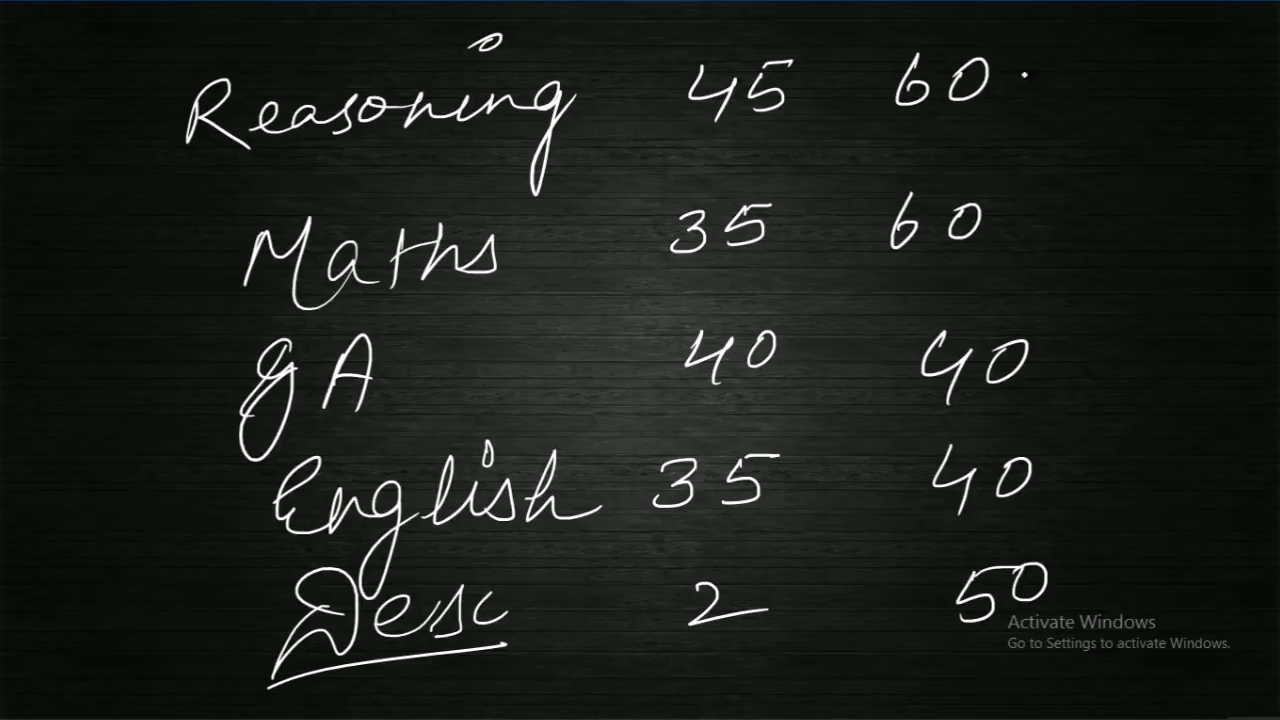 Reasoning 45 60
Maths 35 60
GA 40 40
English 35 40
Desc 2 50
Activate Windows
Go to Settings to activate Windows.